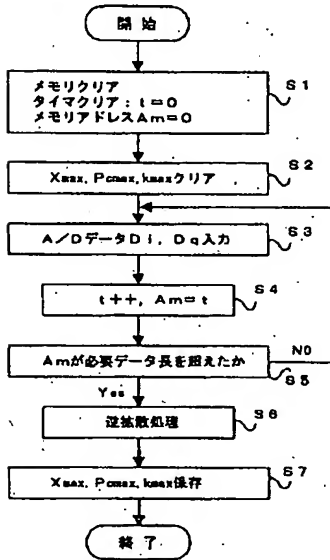 開始
S1
メモリクリア
タイマクリア：t＝0
メモリアドレスAm＝0
S2
Xmax, Pcmax, kmaxクリア
S3
A／DデータDi，Dq入力
S4
t＋＋，Am＝t
Amが必要データ長を超えたか
NO
S5
Yes
S6
逆拡散処理
S7
Xmax, Pcmax, kmax保存
終了